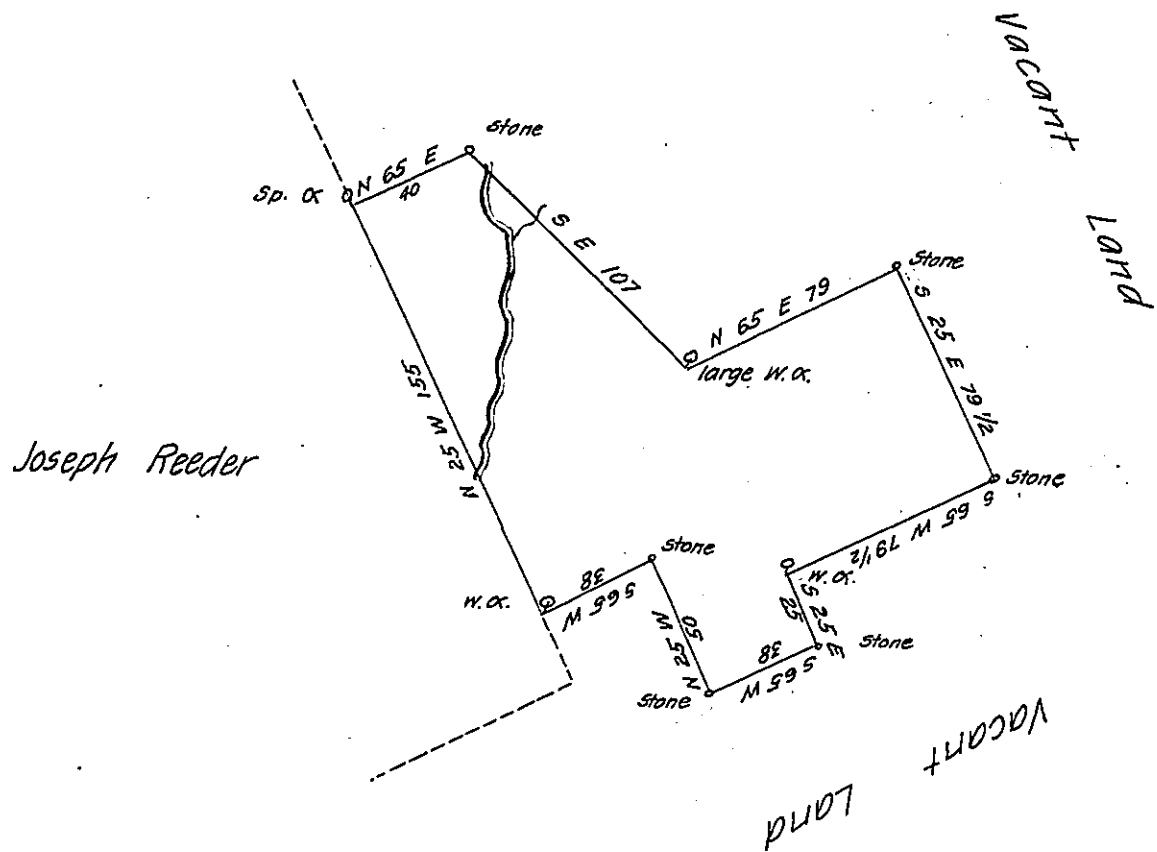 Vacant
Land
Stone
Sp. O
N 65 E
40
S E 107
Stone
N 65 E 79
large W.O.
S 25 E 79 1/2
N 25 W 155
Joseph Reeder
Stone
S 65 W 79 1/2
Stone
W.O.
W.O.
38
S 65 W
N 25 W
50
S 25 E
25
Stone
38
S 65 W
Stone
Vacant
Land